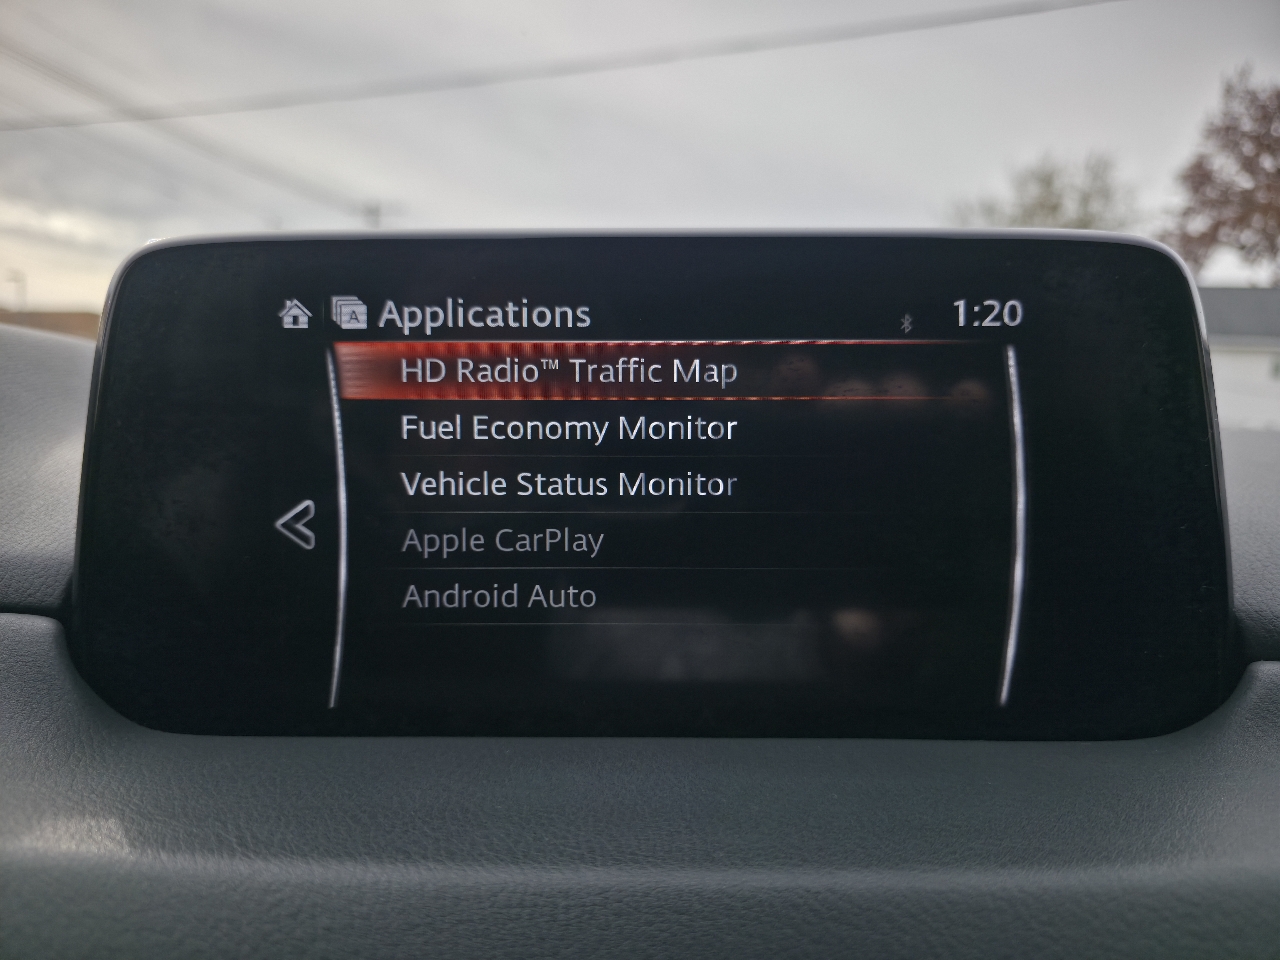 Applications
1:20
HD Radio™ Traffic Map
Fuel Economy Monitor
Vehicle Status Monitor
Apple CarPlay
Android Auto